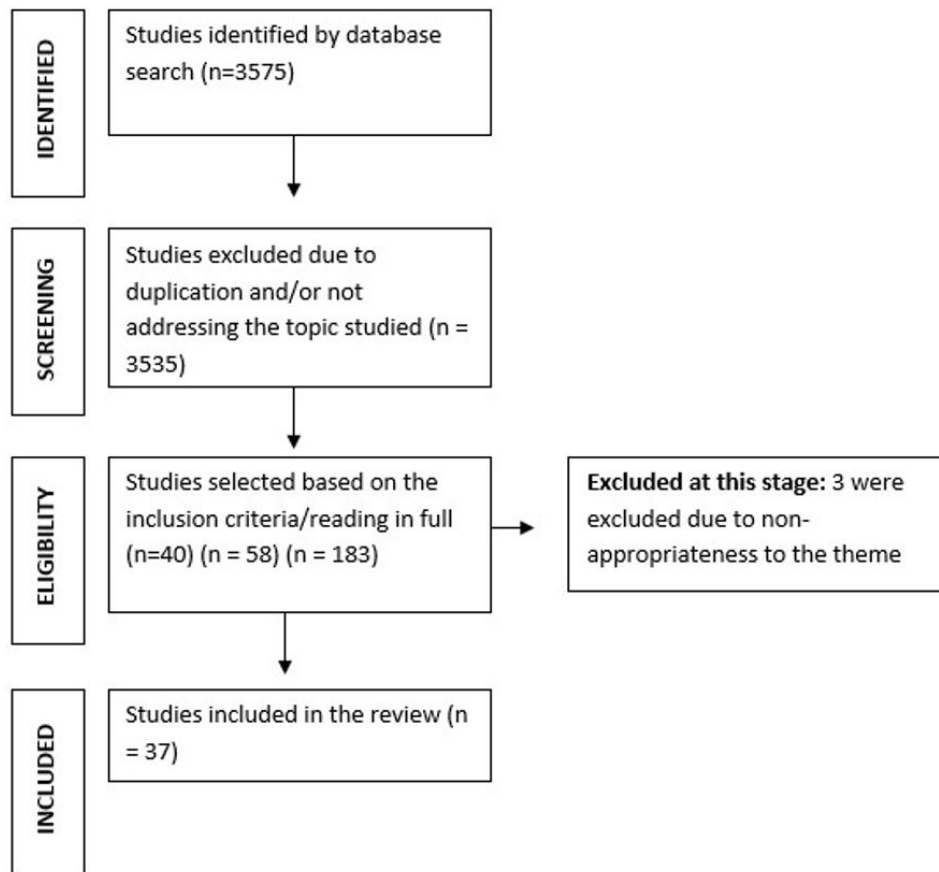 IDENTIFIED
Studies identified by database
search (n=3575)
SCREENING
Studies excluded due to
duplication and/or not
addressing the topic studied (n =
3535)
ELIGIBILITY
Studies selected based on the
inclusion criteria/reading in full
(n=40) (n = 58) (n = 183)
Excluded at this stage: 3 were
excluded due to non-
appropriateness to the theme
INCLUDED
Studies included in the review (n
= 37)